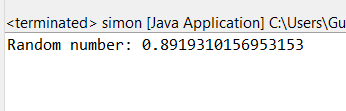 <terminated> simon [Java Application] C:\Users\Gu
Random number: 0.8919310156953153